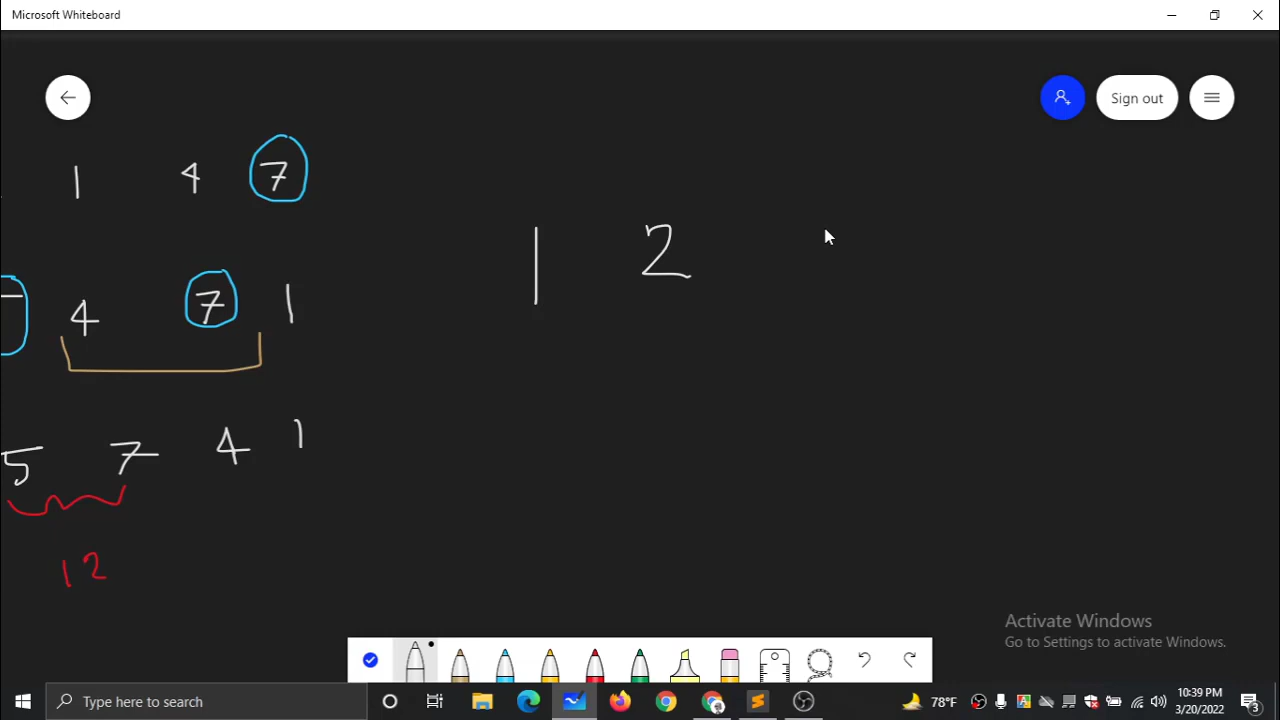 Microsoft Whiteboard
Sign out
1 4 7
1 2
4 7 1
5 7 4 1
12
Activate Windows
Go to Settings to activate Windows.
Type here to search
78°F
10:39 PM
3/20/2022
3